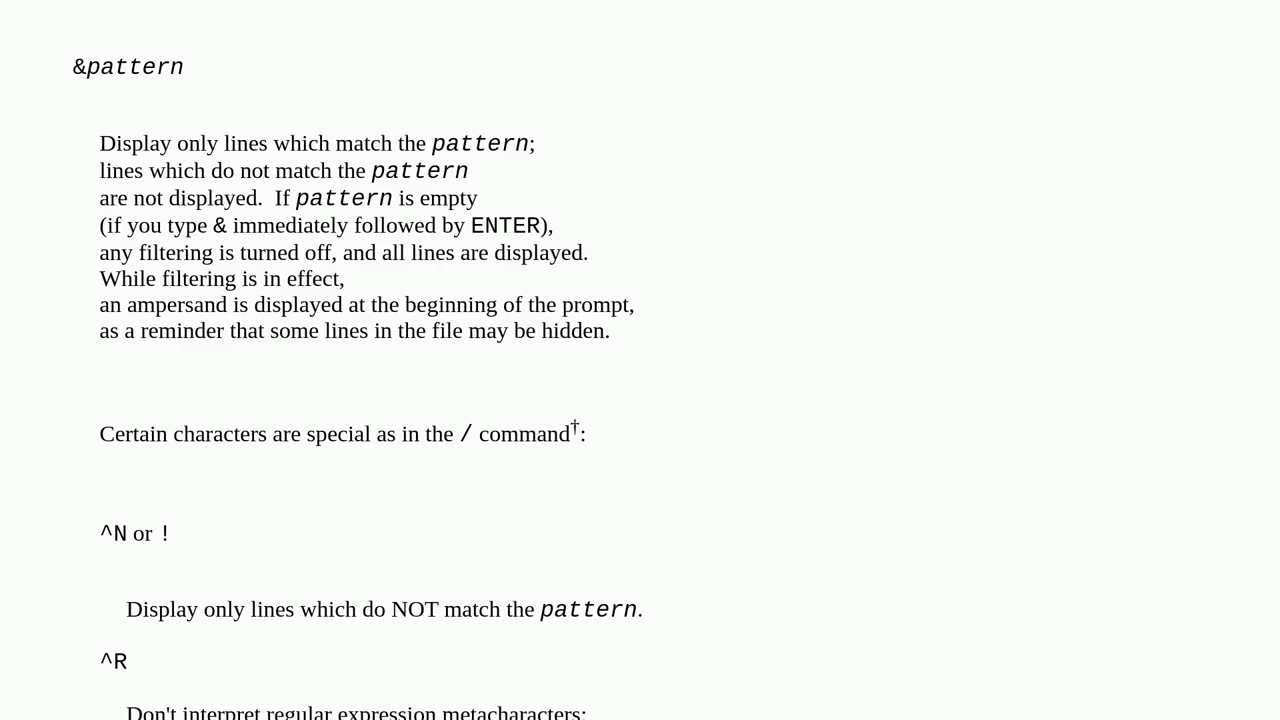 &pattern
Display only lines which match the pattern;
lines which do not match the pattern
are not displayed.  If pattern is empty
(if you type & immediately followed by ENTER),
any filtering is turned off, and all lines are displayed.
While filtering is in effect,
an ampersand is displayed at the beginning of the prompt,
as a reminder that some lines in the file may be hidden.
Certain characters are special as in the / command†:
^N or !
Display only lines which do NOT match the pattern.
^R
Don't interpret regular expression metacharacters;